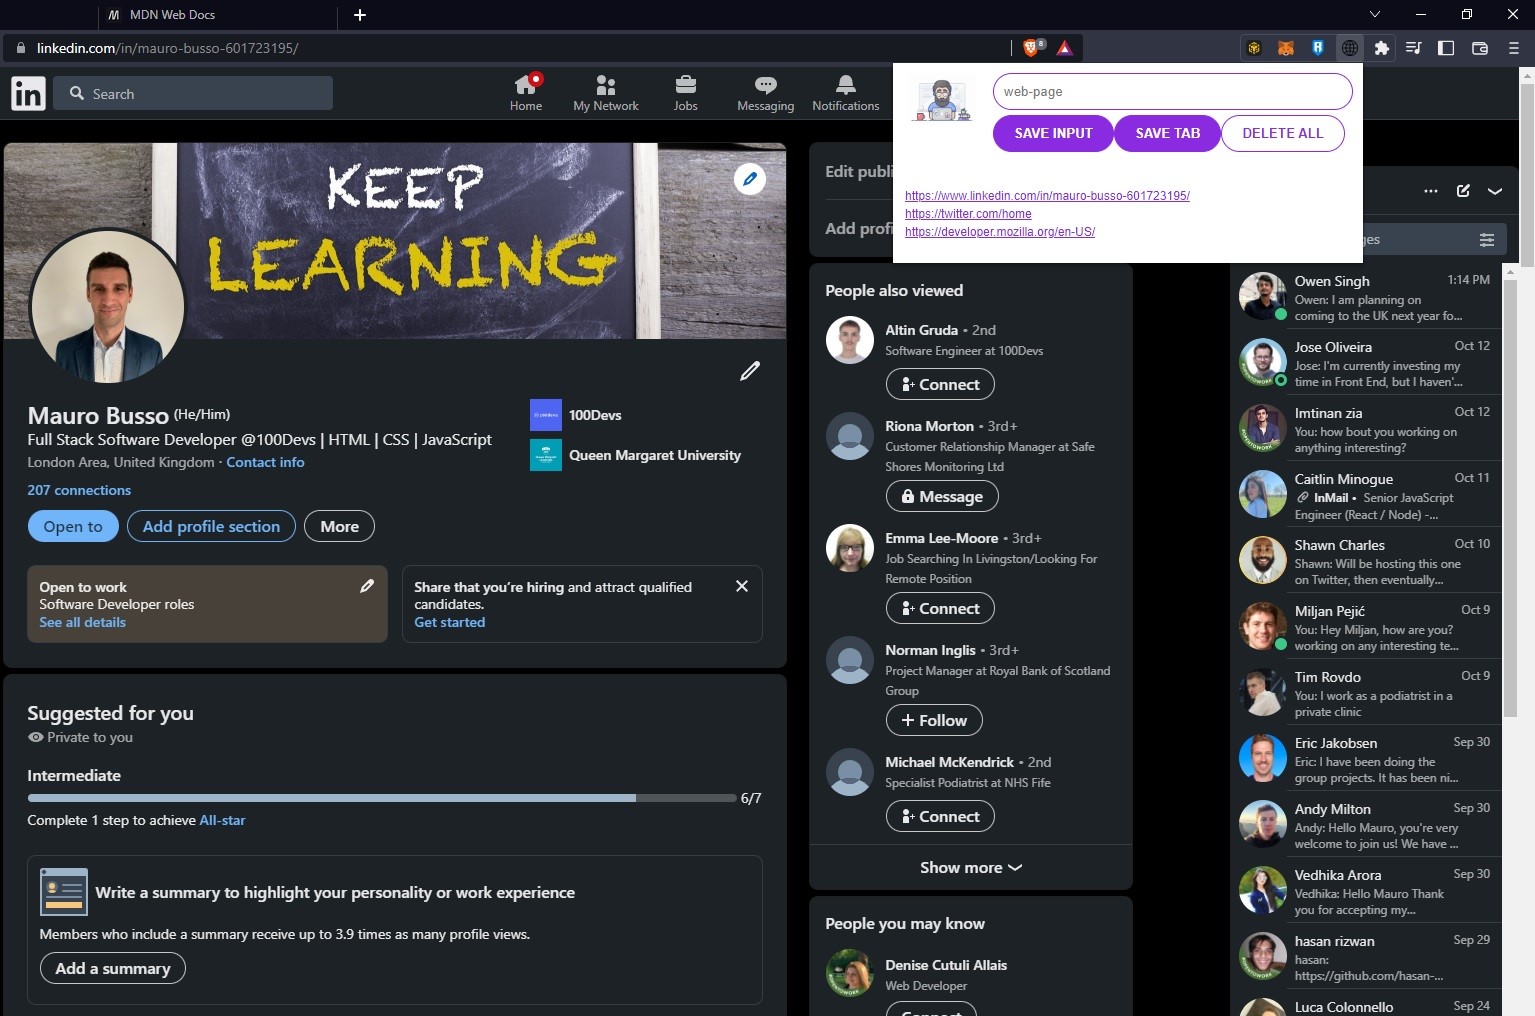 MDN Web Docs
linkedin.com/in/mauro-busso-601723195/
8
in
Search
Home
My Network
Jobs
Messaging
Notifications
web-page
SAVE INPUT
SAVE TAB
DELETE ALL
https://www.linkedin.com/in/mauro-busso-601723195/
https://twitter.com/home
https://developer.mozilla.org/en-US/
KEEP
LEARNING
Mauro Busso (He/Him)
Full Stack Software Developer @100Devs | HTML | CSS | JavaScript
London Area, United Kingdom · Contact info
207 connections
100Devs
Queen Margaret University
Open to
Add profile section
More
Open to work
Software Developer roles
See all details
Share that you're hiring and attract qualified
candidates.
Get started
Suggested for you
Private to you
Intermediate
6/7
Complete 1 step to achieve All-star
Write a summary to highlight your personality or work experience
Members who include a summary receive up to 3.9 times as many profile views.
Add a summary
Edit publi
Add profi
People also viewed
Altin Gruda • 2nd
Software Engineer at 100Devs
Connect
Riona Morton • 3rd+
Customer Relationship Manager at Safe
Shores Monitoring Ltd
Message
Emma Lee-Moore • 3rd+
Job Searching In Livingston/Looking For
Remote Position
Connect
Norman Inglis • 3rd+
Project Manager at Royal Bank of Scotland
Group
Follow
Michael McKendrick • 2nd
Specialist Podiatrist at NHS Fife
Connect
Show more
People you may know
Denise Cutuli Allais
Web Developer
Connect
ges
Owen Singh 1:14 PM
Owen: I am planning on
coming to the UK next year fo...
Jose Oliveira Oct 12
Jose: I'm currently investing my
time in Front End, but I haven'...
Imtinan zia Oct 12
You: how bout you working on
anything interesting?
Caitlin Minogue Oct 11
InMail • Senior JavaScript
Engineer (React / Node) -...
Shawn Charles Oct 10
Shawn: Will be hosting this one
on Twitter, then eventually...
Miljan Pejić Oct 9
You: Hey Miljan, how are you?
working on any interesting te...
Tim Rovdo Oct 9
You: I work as a podiatrist in a
private clinic
Eric Jakobsen Sep 30
Eric: I have been doing the
group projects. It has been ni...
Andy Milton Sep 30
Andy: Hello Mauro, you're very
welcome to join us! We have ...
Vedhika Arora Sep 30
Vedhika: Hello Mauro Thank
you for accepting my...
hasan rizwan Sep 29
hasan:
https://github.com/hasan-...
Luca Colonnello Sep 24